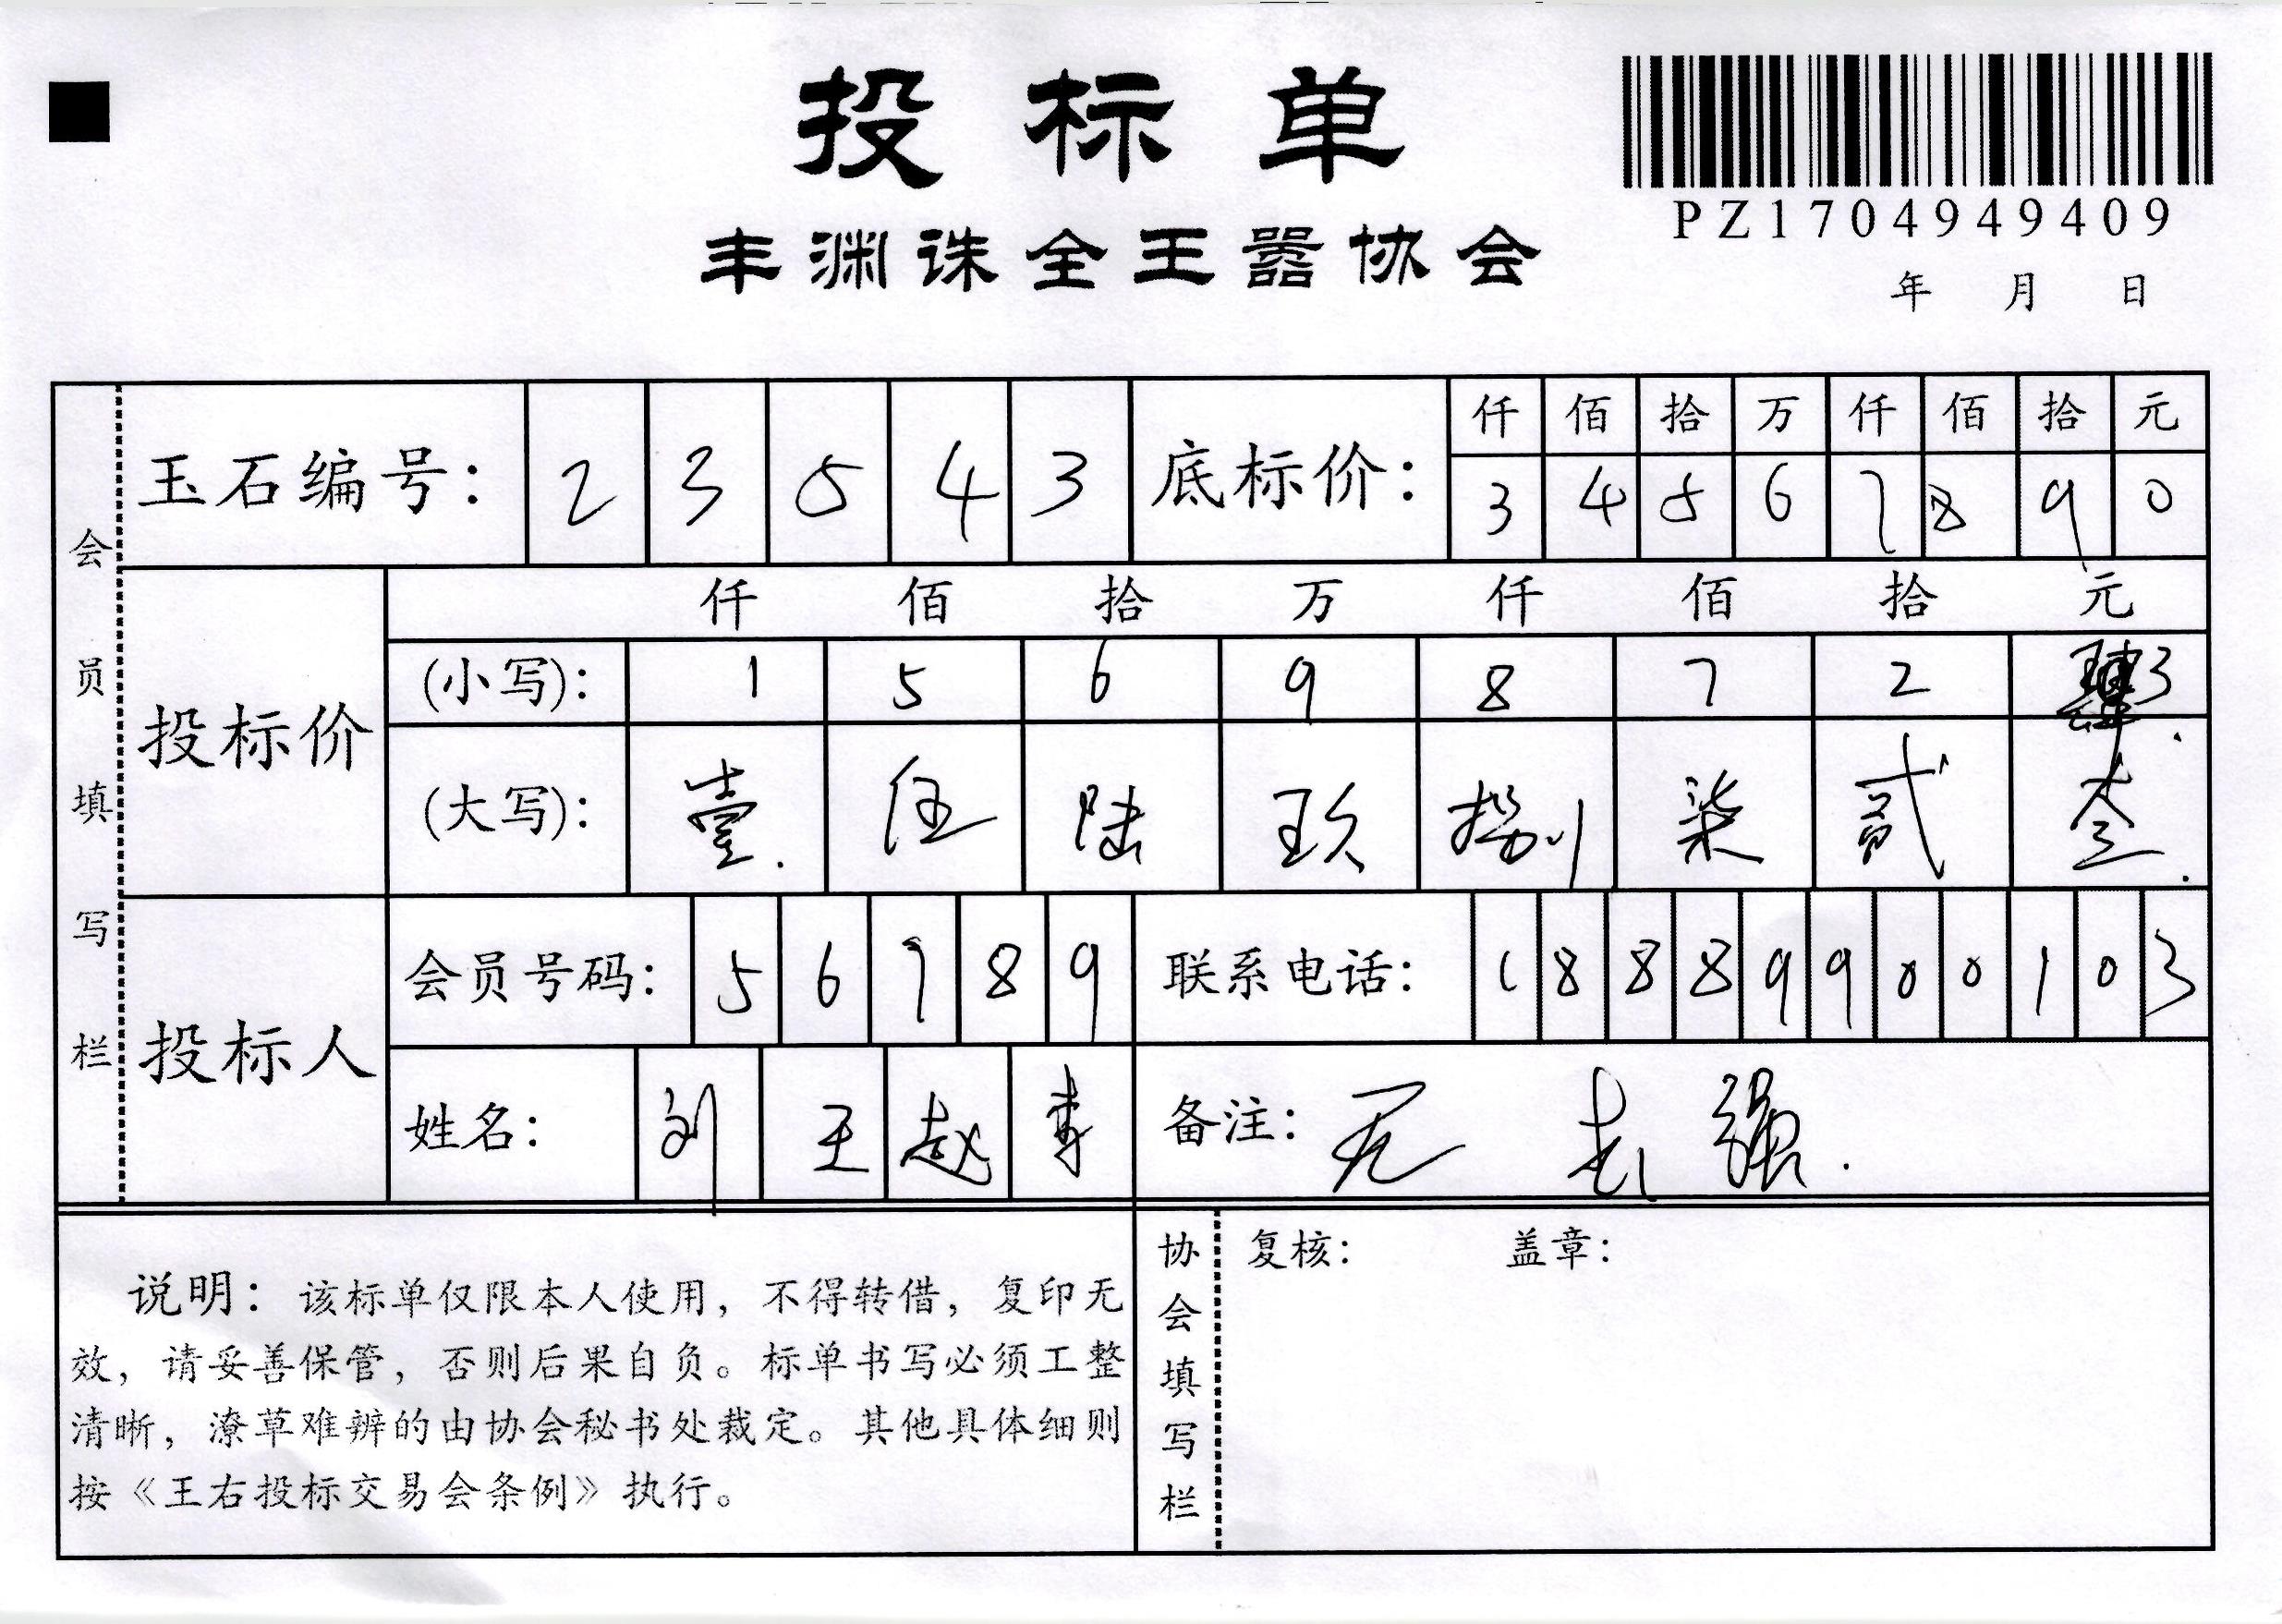 投标单
PZ1704949409
丰渊诛全王嚣协会
年 月 日
会员填写栏
玉石编号: 2 3 5 4 3
底标价: 仟 佰 拾 万 仟 佰 拾 元
3 4 5 6 7 8 9 0
投标价
仟 佰 拾 万 仟 佰 拾 元
(小写): 1 5 6 9 8 7 2 3
(大写): 壹 伍 陆 玖 捌 柒 贰 叁
投标人
会员号码: 5 6 7 8 9
联系电话: 1 8 8 8 9 9 0 0 1 0 3
姓名: 刘 王 赵 李
备注: 无 强
说明: 该标单仅限本人使用, 不得转借, 复印无
效, 请妥善保管, 否则后果自负。标单书写必须工整
清晰, 潦草难辨的由协会秘书处裁定。其他具体细则
按《王右投标交易会条例》执行。
协会填写栏
复核: 盖章: